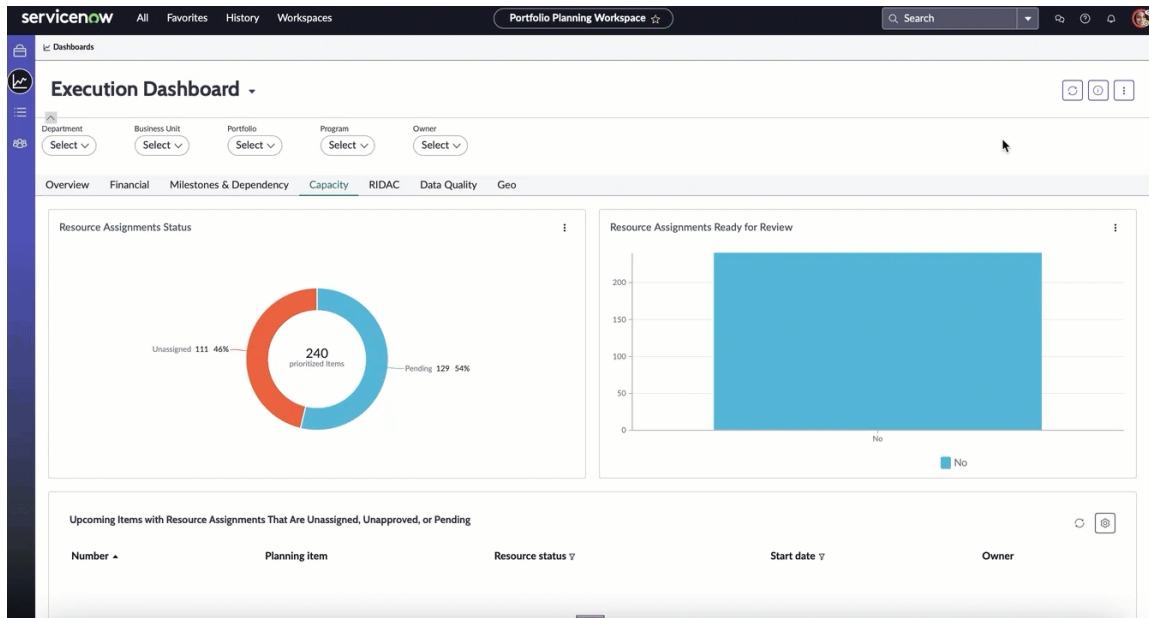 servicenow All Favorites History Workspaces Portfolio Planning Workspace Search
Dashboards
Execution Dashboard
Department Business Unit Portfolio Program Owner
Select Select Select Select Select
Overview Financial Milestones & Dependency Capacity RIDAC Data Quality Geo
Resource Assignments Status
Unassigned 111 46%
240
prioritized items
Pending 129 54%
Resource Assignments Ready for Review
200
150
100
50
0
No
No
Upcoming Items with Resource Assignments That Are Unassigned, Unapproved, or Pending
Number Planning item Resource status Start date Owner